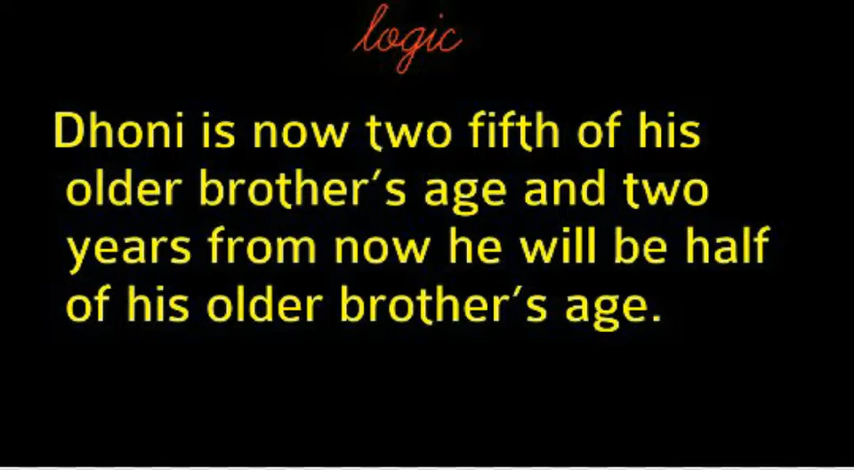 logic
Dhoni is now two fifth of his
older brother's age and two
years from now he will be half
of his older brother's age.